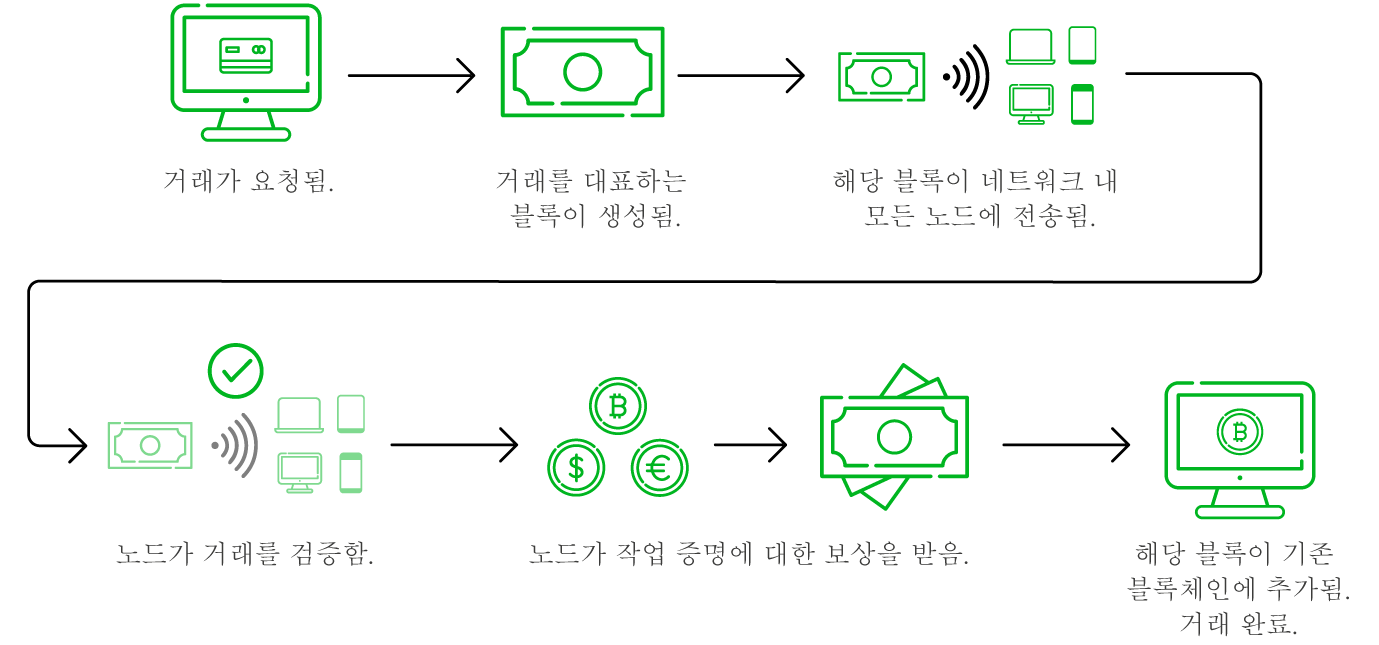 거래가 요청됨.
거래를 대표하는
블록이 생성됨.
해당 블록이 네트워크 내
모든 노드에 전송됨.
노드가 거래를 검증함.
노드가 작업 증명에 대한 보상을 받음.
해당 블록이 기존
블록체인에 추가됨.
거래 완료.